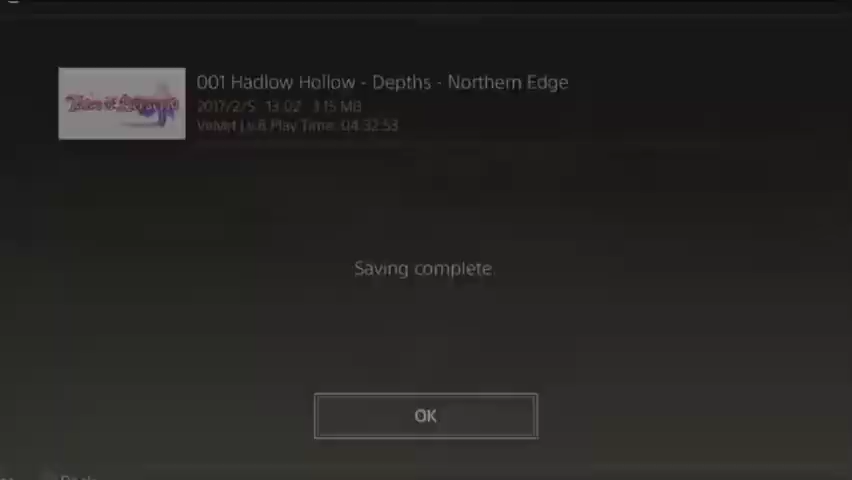 001 Hadlow Hollow - Depths - Northern Edge
2017/2/5 13:02 3.15 MB
Velvet Lv.8 Play Time: 04:32:53
Saving complete
OK
Back